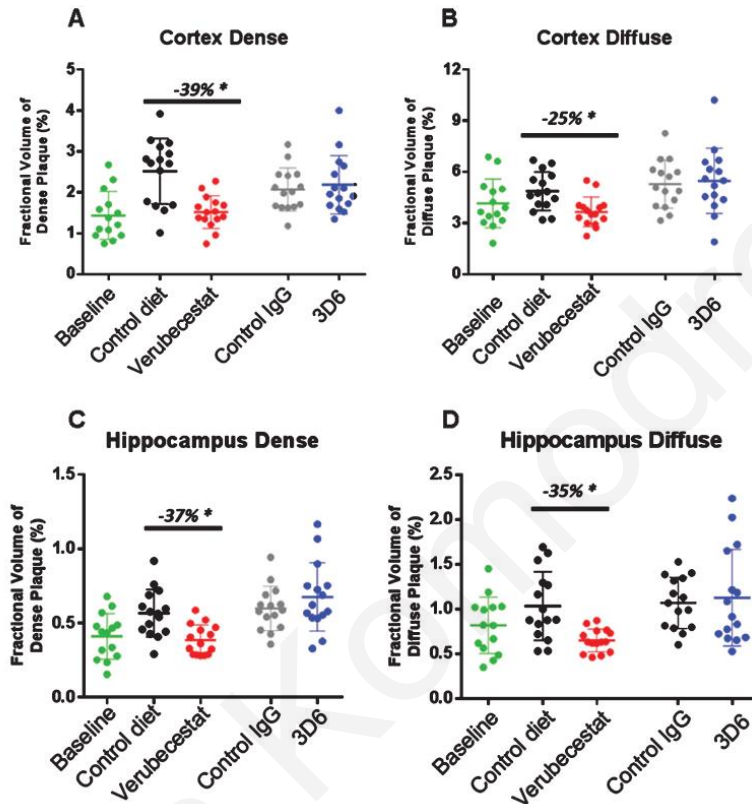 A
Cortex Dense
Fractional Volume of
Dense Plaque (%)
5
4
3
2
1
0
-39% *
Baseline
Control diet
Verubecestat
Control IgG
3D6
B
Cortex Diffuse
Fractional Volume of
Diffuse Plaque (%)
12
9
6
3
0
-25% *
Baseline
Control diet
Verubecestat
Control IgG
3D6
C
Hippocampus Dense
Fractional Volume of
Dense Plaque (%)
1.5
1.0
0.5
0.0
-37% *
Baseline
Control diet
Verubecestat
Control IgG
3D6
D
Hippocampus Diffuse
Fractional Volume of
Diffuse Plaque (%)
2.5
2.0
1.5
1.0
0.5
0.0
-35% *
Baseline
Control diet
Verubecestat
Control IgG
3D6